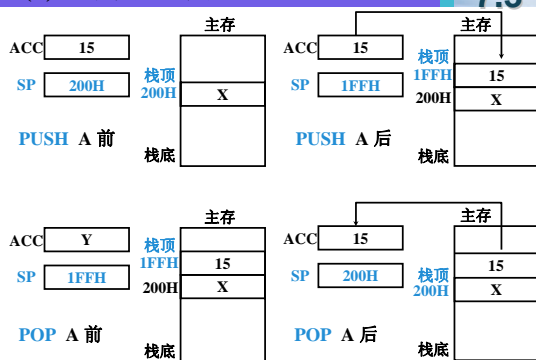 7.3
主存
ACC 15
SP 200H
栈顶
200H X
PUSH A 前
栈底
主存
ACC 15
SP 1FFH
栈顶
1FFH 15
200H X
PUSH A 后
栈底
主存
ACC Y
SP 1FFH
栈顶
1FFH 15
200H X
POP A 前
栈底
主存
ACC 15
SP 200H
15
栈顶
200H X
POP A 后
栈底